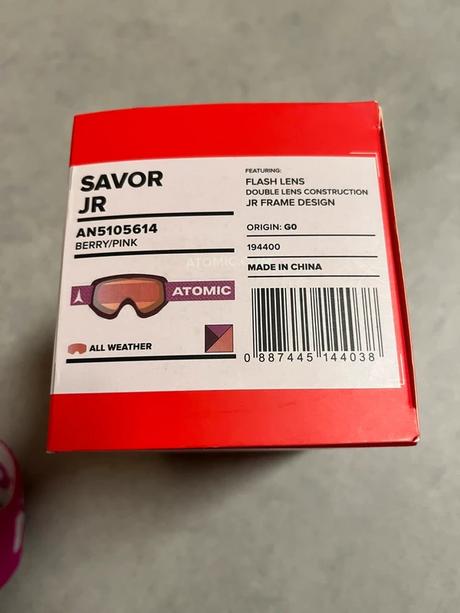 SAVOR
JR
AN5105614
BERRY/PINK
ATOMIC
ATOMIC
ALL WEATHER
FEATURING:
FLASH LENS
DOUBLE LENS CONSTRUCTION
JR FRAME DESIGN
ORIGIN: G0
194400
MADE IN CHINA
0 887445 144038